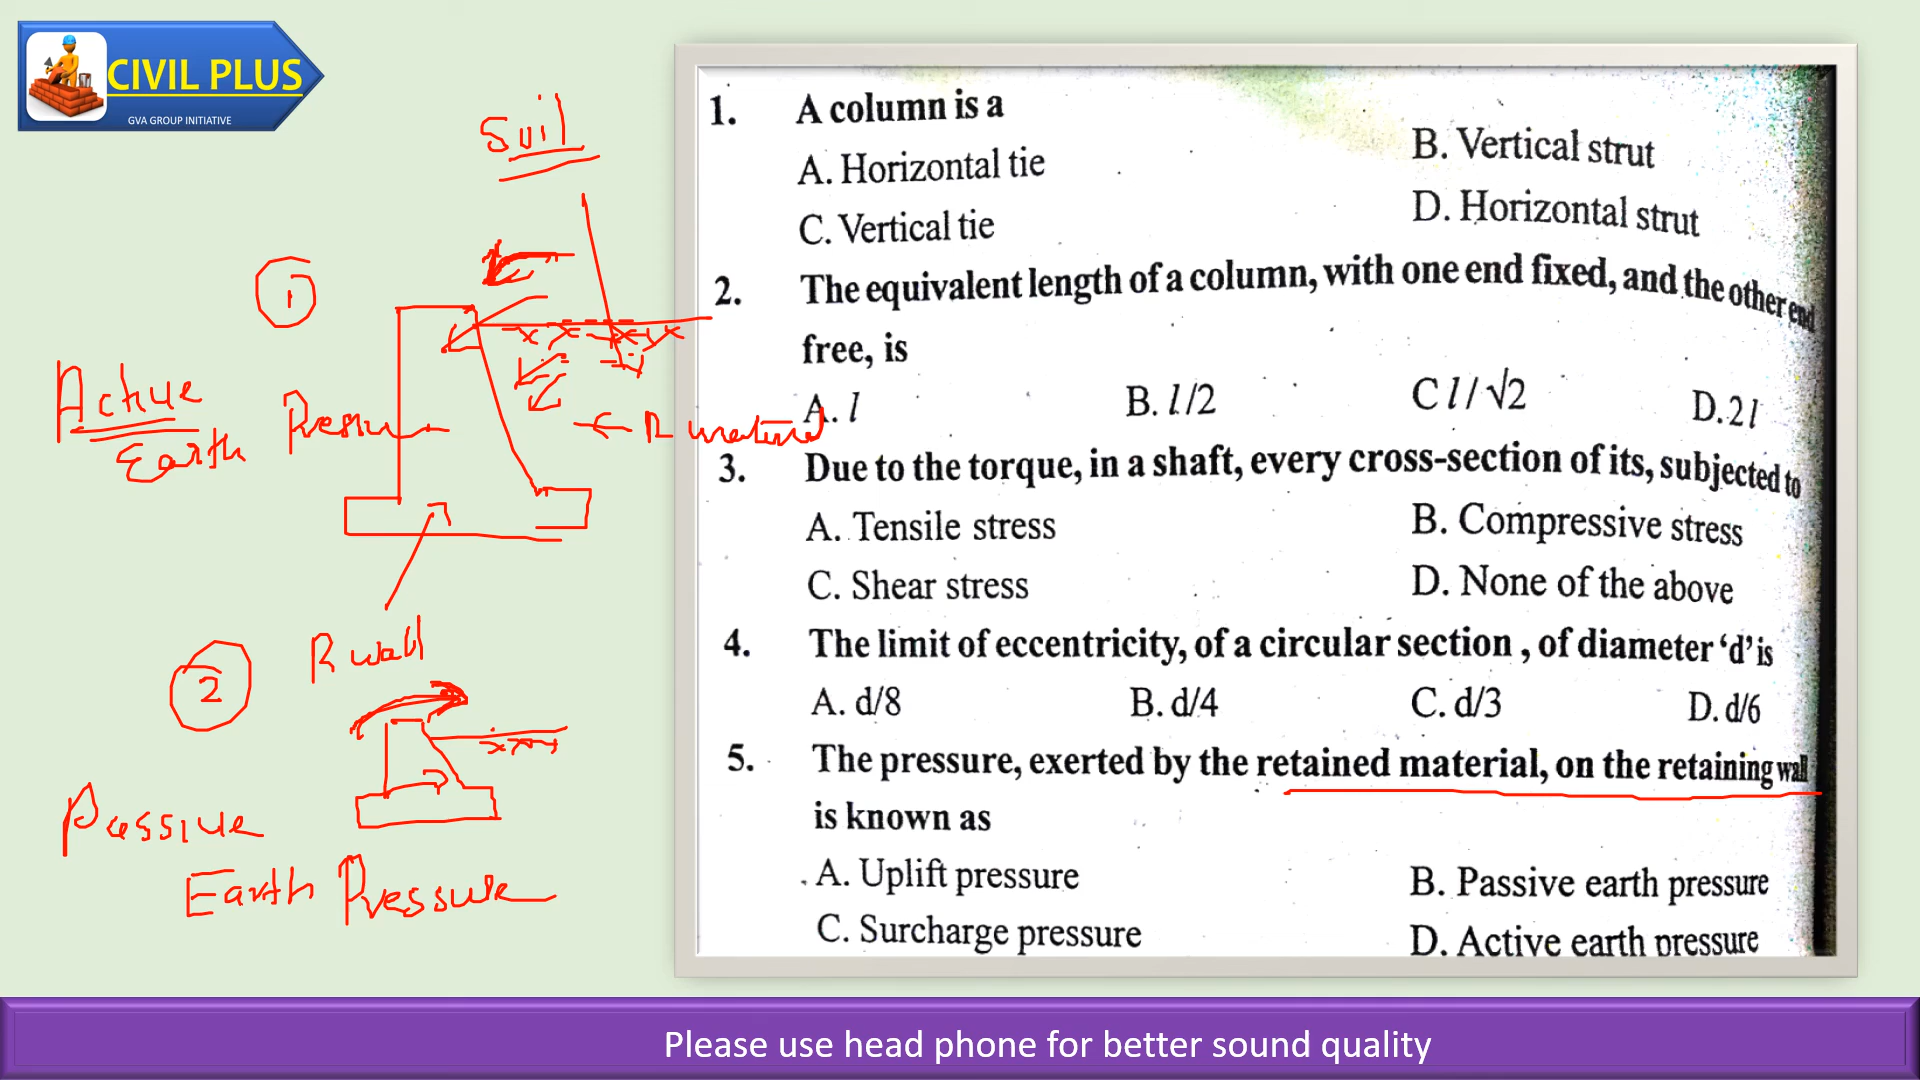 CIVIL PLUS
GVA GROUP INITIATIVE
Soil
1
Active
Earth Pressure
R material
R wall
2
Passive
Earth Pressure
1. A column is a
A. Horizontal tie B. Vertical strut
C. Vertical tie D. Horizontal strut
2. The equivalent length of a column, with one end fixed, and the other end
free, is
A. l B. l/2 C l/√2 D. 2l
3. Due to the torque, in a shaft, every cross-section of its, subjected to
A. Tensile stress B. Compressive stress
C. Shear stress D. None of the above
4. The limit of eccentricity, of a circular section , of diameter ‘d’ is
A. d/8 B. d/4 C. d/3 D. d/6
5. The pressure, exerted by the retained material, on the retaining wall
is known as
A. Uplift pressure B. Passive earth pressure
C. Surcharge pressure D. Active earth pressure
Please use head phone for better sound quality